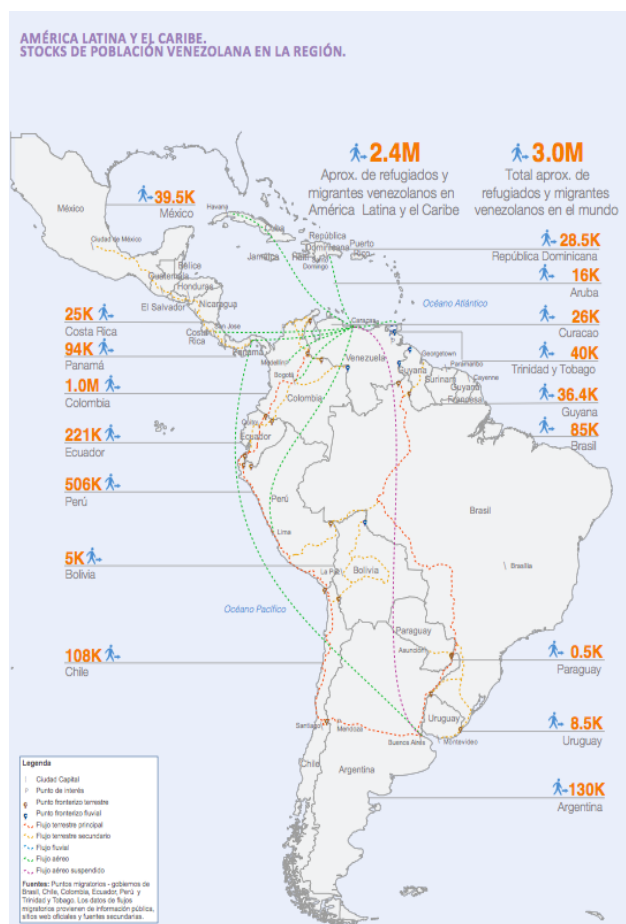 AMÉRICA LATINA Y EL CARIBE.
STOCKS DE POBLACIÓN VENEZOLANA EN LA REGIÓN.
2.4M
Aprox. de refugiados y
migrantes venezolanos en
América Latina y el Caribe
3.0M
Total aprox. de
refugiados y migrantes
venezolanos en el mundo
39.5K
México
25K
Costa Rica
94K
Panamá
1.0M
Colombia
221K
Ecuador
506K
Perú
5K
Bolivia
108K
Chile
28.5K
República Dominicana
16K
Aruba
26K
Curacao
40K
Trinidad y Tobago
36.4K
Guyana
85K
Brasil
0.5K
Paraguay
8.5K
Uruguay
130K
Argentina
México
Ciudad de México
Havana
Cuba
Jamaica
República
Dominicana
Domingo
Puerto
Rico
Belice
Guatemala
Honduras
El Salvador
Nicaragua
San Jose
Costa
Rica
Panamá
Océano Atlántico
Caracas
Venezuela
Medellín
Bogotá
Colombia
Georgetown
Paramaribo
Cayenne
Guyana
Surinam
Guyana
Francesa
Quito
Ecuador
Perú
Lima
Brasil
Brasília
La Paz
Bolivia
Océano Pacífico
Paraguay
Asunción
Santiago
Mendoza
Uruguay
Buenos Aires
Montevideo
Chile
Argentina
Legenda
Ciudad Capital
Punto de interés
Punto fronterizo terrestre
Punto fronterizo fluvial
Flujo terrestre principal
Flujo terrestre secundario
Flujo fluvial
Flujo aéreo
Flujo aéreo suspendido
Fuentes: Puntos migratorios - gobiernos de
Brasil, Chile, Colombia, Ecuador, Perú y
Trinidad y Tobago. Los datos de flujos
migratorios provienen de información pública,
sitios web oficiales y fuentes secundarias.